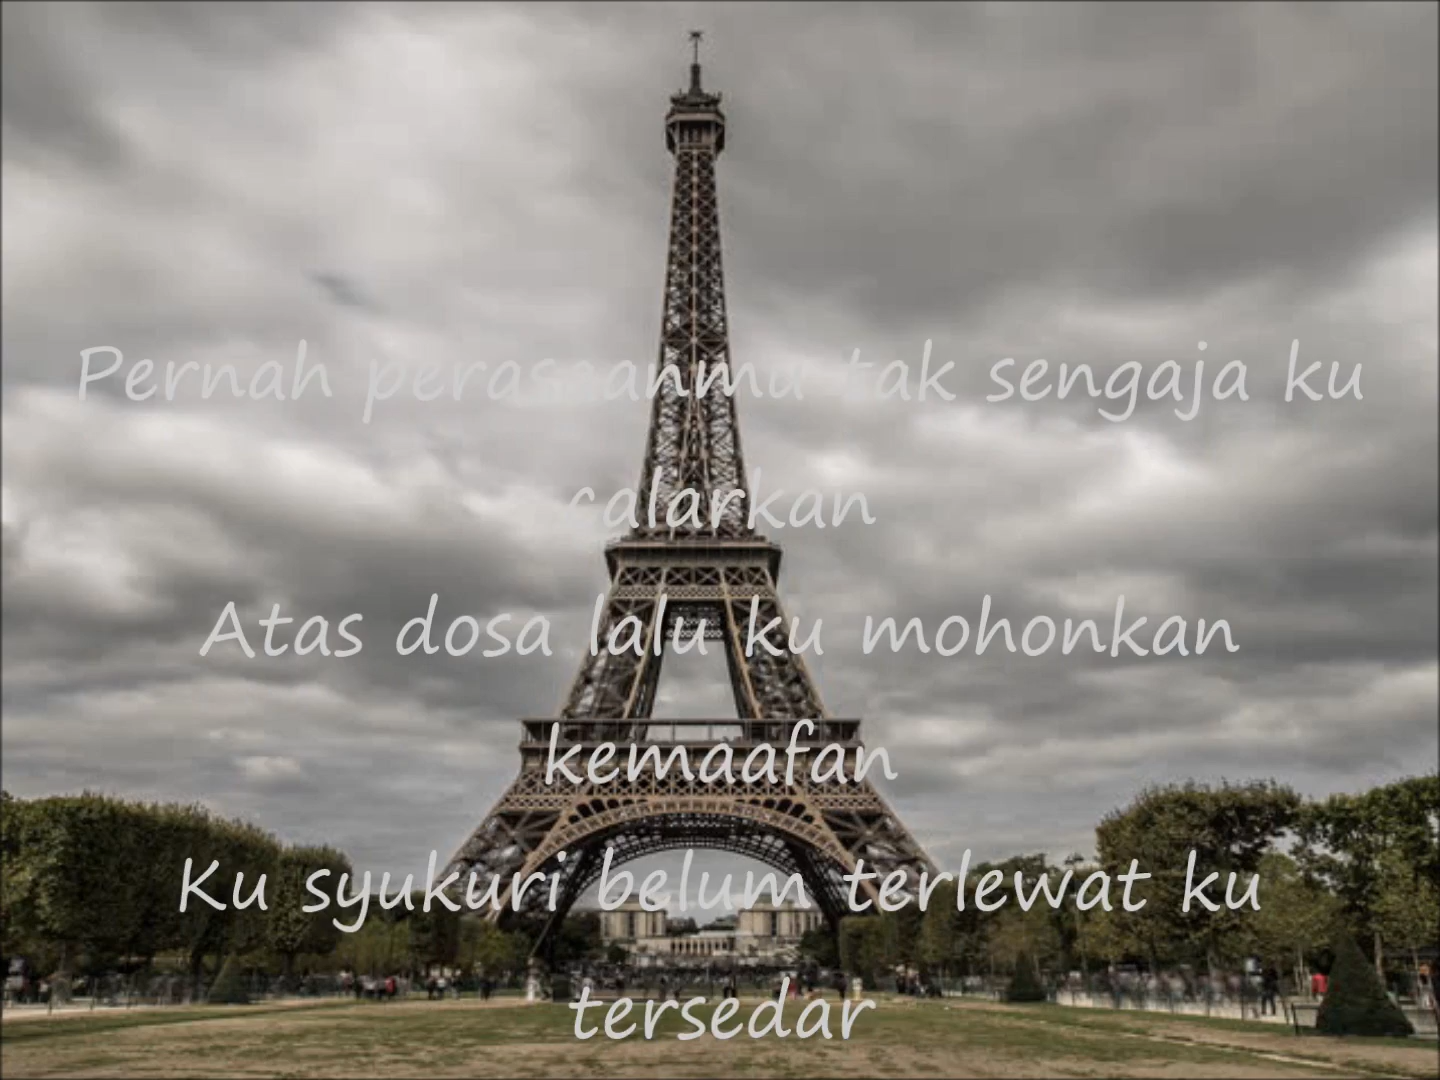 Pernah perasaanmu tak sengaja ku
calarkan
Atas dosa lalu ku mohonkan
kemaafan
Ku syukuri belum terlewat ku
tersedar